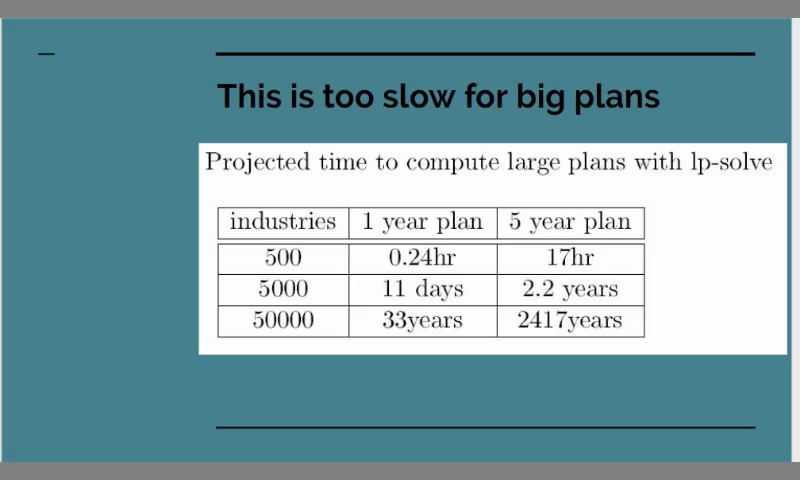 This is too slow for big plans
Projected time to compute large plans with lp-solve
industries 1 year plan 5 year plan
500 0.24hr 17hr
5000 11 days 2.2 years
50000 33years 2417years